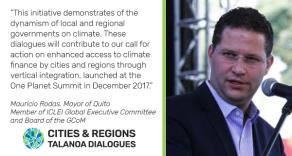 "This initiative demonstrates of the
dynamism of local and regional
governments on climate. These
dialogues will contribute to our call for
action on enhanced access to climate
finance by cities and regions through
vertical integration, launched at the
One Planet Summit in December 2017."
Mauricio Rodas, Mayor of Quito
Member of ICLEI Global Executive Committee
and Board of the GCoM
CITIES & REGIONS
TALANOA DIALOGUES